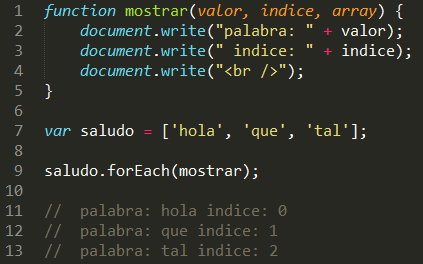 1 function mostrar(valor, indice, array) {
2     document.write("palabra: " + valor);
3     document.write(" indice: " + indice);
4     document.write("<br />");
5 }
6
7 var saludo = ['hola', 'que', 'tal'];
8
9 saludo.forEach(mostrar);
10
11 //  palabra: hola indice: 0
12 //  palabra: que indice: 1
13 //  palabra: tal indice: 2